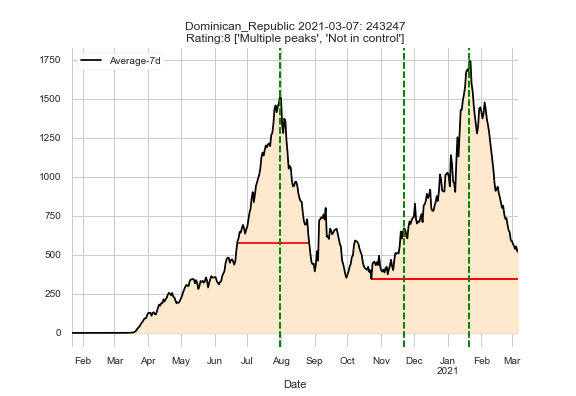 Dominican_Republic 2021-03-07: 243247
Rating:8 ['Multiple peaks', 'Not in control']
Average-7d
1750
1500
1250
1000
750
500
250
0
Feb Mar Apr May Jun Jul Aug Sep Oct Nov Dec Jan Feb Mar
2021
Date